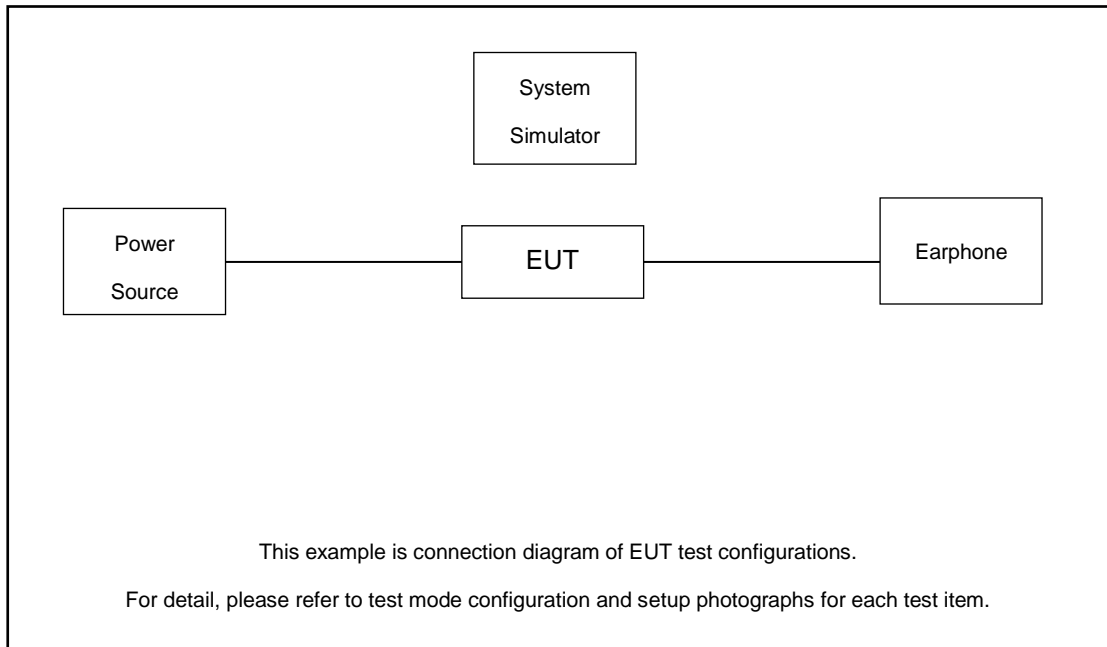 System
Simulator
Power
Source
EUT
Earphone
This example is connection diagram of EUT test configurations.
For detail, please refer to test mode configuration and setup photographs for each test item.